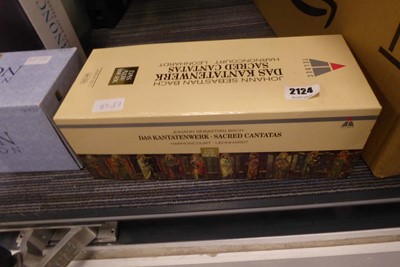 JOHANN SEBASTIAN BACH
DAS KANTATENWERK
SACRED CANTATAS
HARNONCOURT · LEONHARDT
TELDEC
2124
JOHANN SEBASTIAN BACH
DAS KANTATENWERK · SACRED CANTATAS
HARNONCOURT · LEONHARDT